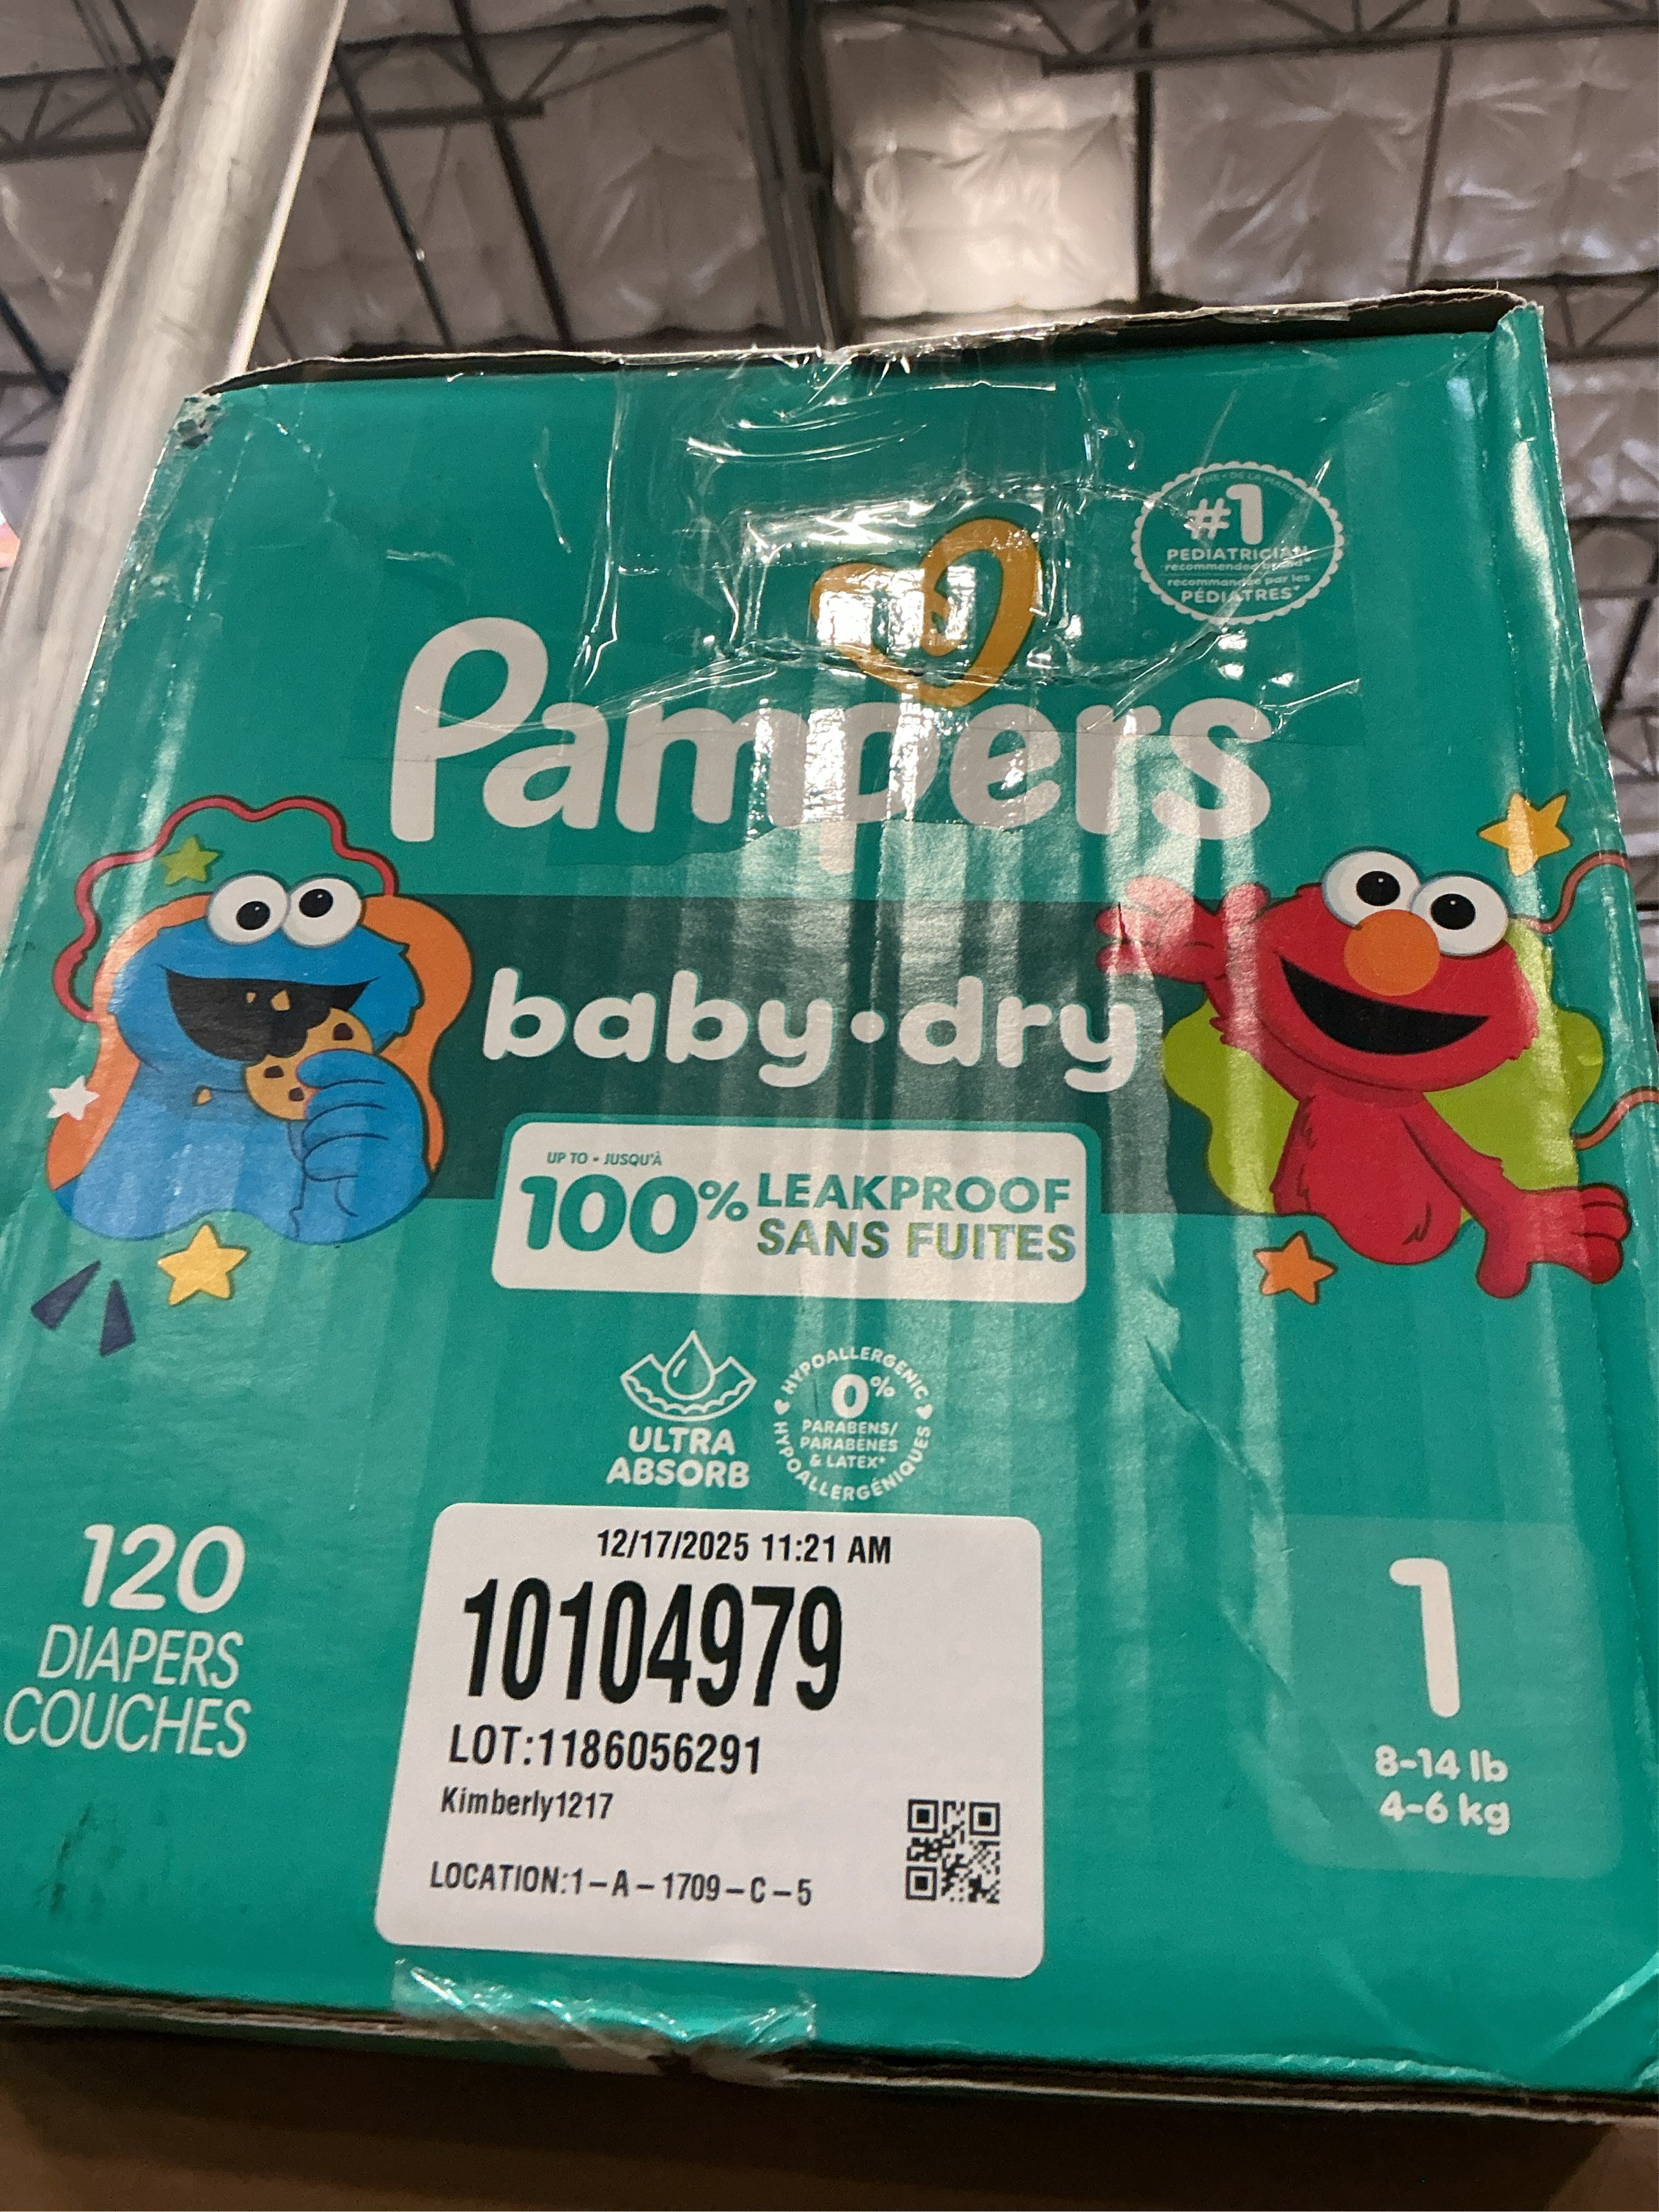 #1
PEDIATRICIAN
recommended brand*
recommandée par les
PÉDIATRES*
Pampers
baby•dry
UP TO • JUSQU'À
100% LEAKPROOF
SANS FUITES
ULTRA
ABSORB
HYPOALLERGENIC
0%
PARABENS/
PARABENES
& LATEX*
HYPOALLERGÉNIQUES
120
DIAPERS
COUCHES
12/17/2025 11:21 AM
10104979
LOT:1186056291
Kimberly1217
LOCATION:1-A-1709-C-5
1
8-14 lb
4-6 kg